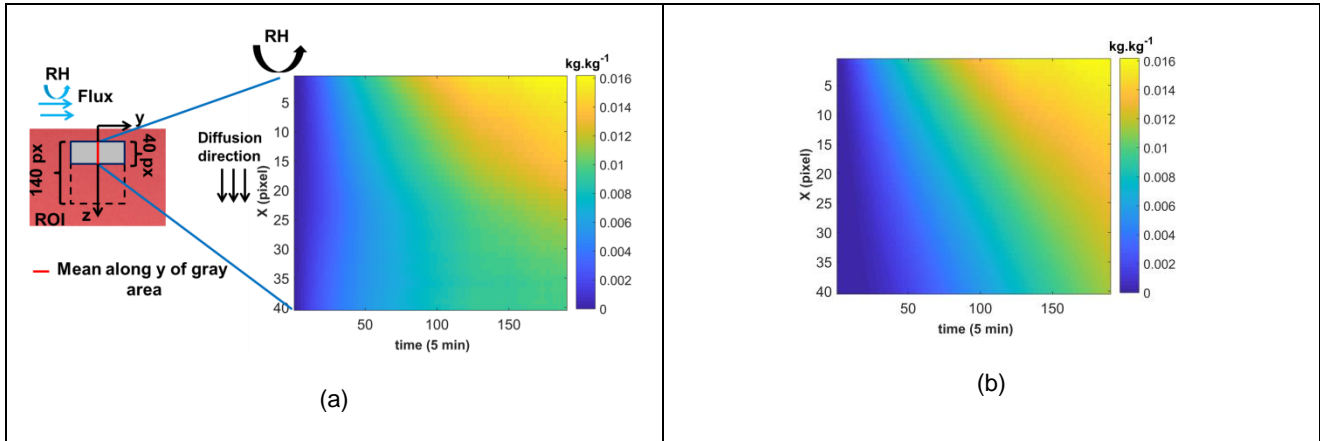 RH
RH
Flux
y
40 px
140 px
ROI
z
Diffusion
direction
Mean along y of gray
area
kg.kg-1
0.016
0.014
0.012
0.01
0.008
0.006
0.004
0.002
0
5
10
15
20
25
30
35
40
X (pixel)
50
100
150
time (5 min)
(a)
kg.kg-1
0.016
0.014
0.012
0.01
0.008
0.006
0.004
0.002
0
5
10
15
20
25
30
35
40
X (pixel)
50
100
150
time (5 min)
(b)